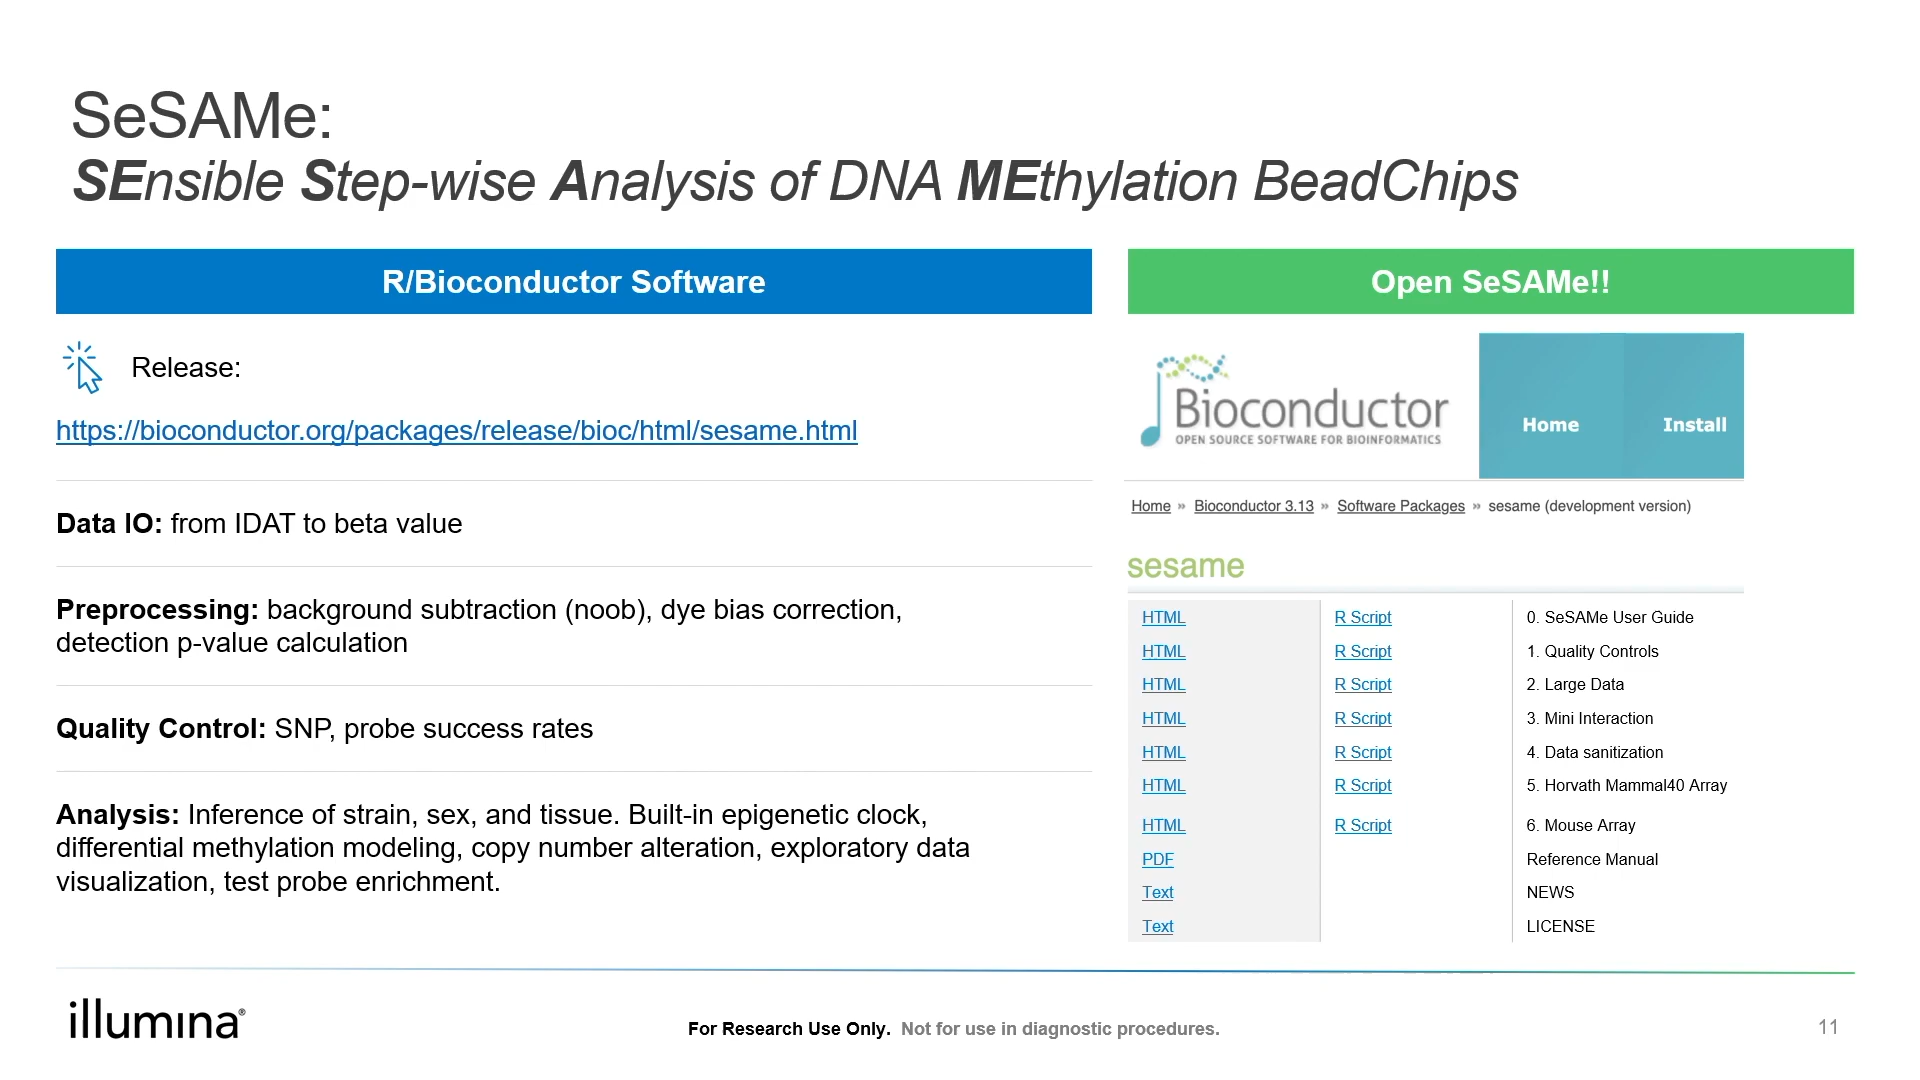 SeSAMe:
SEnsible Step-wise Analysis of DNA MEthylation BeadChips
R/Bioconductor Software
Release:
https://bioconductor.org/packages/release/bioc/html/sesame.html
Data IO: from IDAT to beta value
Preprocessing: background subtraction (noob), dye bias correction,
detection p-value calculation
Quality Control: SNP, probe success rates
Analysis: Inference of strain, sex, and tissue. Built-in epigenetic clock,
differential methylation modeling, copy number alteration, exploratory data
visualization, test probe enrichment.
Open SeSAMe!!
Bioconductor
OPEN SOURCE SOFTWARE FOR BIOINFORMATICS
Home Install
Home » Bioconductor 3.13 » Software Packages » sesame (development version)
sesame
HTML R Script 0. SeSAMe User Guide
HTML R Script 1. Quality Controls
HTML R Script 2. Large Data
HTML R Script 3. Mini Interaction
HTML R Script 4. Data sanitization
HTML R Script 5. Horvath Mammal40 Array
HTML R Script 6. Mouse Array
PDF Reference Manual
Text NEWS
Text LICENSE
illumina®
For Research Use Only. Not for use in diagnostic procedures.
11